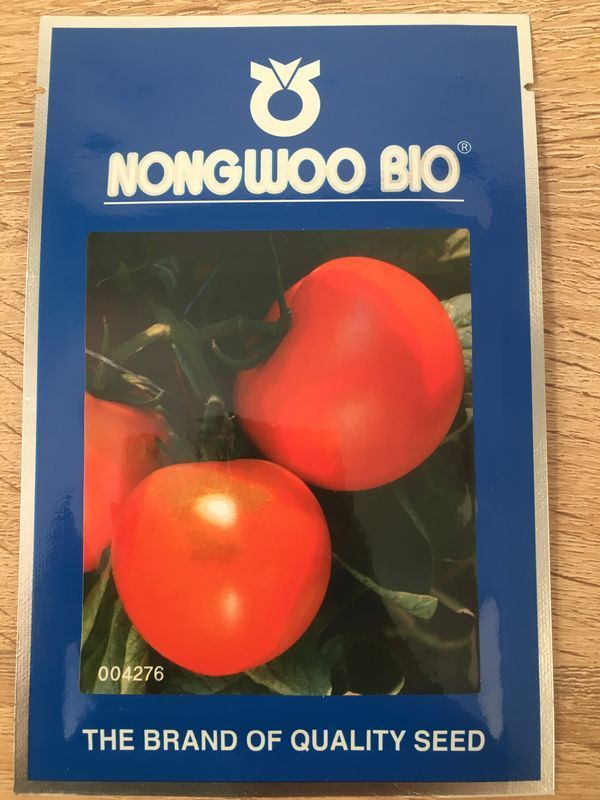 NONGWOO BIO®
004276
THE BRAND OF QUALITY SEED